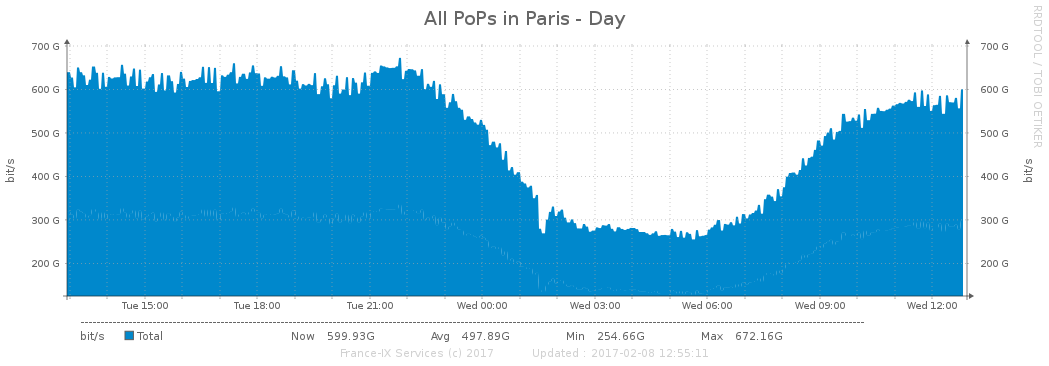 All PoPs in Paris - Day
RRDTOOL / TOBI OETIKER
700 G 700 G
600 G 600 G
500 G 500 G
400 G 400 G
300 G 300 G
200 G 200 G
bit/s bit/s
Tue 15:00 Tue 18:00 Tue 21:00 Wed 00:00 Wed 03:00 Wed 06:00 Wed 09:00 Wed 12:00
bit/s Total Now 599.93G Avg 497.89G Min 254.66G Max 672.16G
France-IX Services (c) 2017 Updated : 2017-02-08 12:55:11